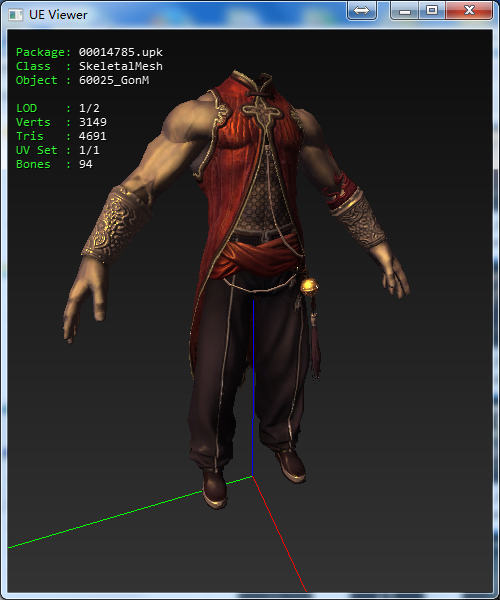 UE Viewer
Package: 00014785.upk
Class  : SkeletalMesh
Object : 60025_GonM
LOD    : 1/2
Verts  : 3149
Tris   : 4691
UV Set : 1/1
Bones  : 94